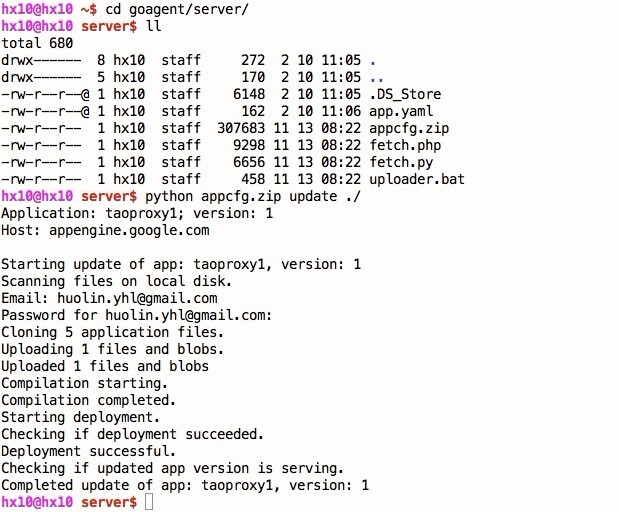 hx10@hx10 ~$ cd goagent/server/
hx10@hx10 server$ ll
total 680
drwx------  8 hx10  staff     272  2 10 11:05 .
drwx------  5 hx10  staff     170  2 10 11:05 ..
-rw-r--r--@ 1 hx10  staff    6148  2 10 11:05 .DS_Store
-rw-r--r--@ 1 hx10  staff     162  2 10 11:06 app.yaml
-rw-r--r--  1 hx10  staff  307683 11 13 08:22 appcfg.zip
-rw-r--r--  1 hx10  staff    9298 11 13 08:22 fetch.php
-rw-r--r--  1 hx10  staff    6656 11 13 08:22 fetch.py
-rw-r--r--  1 hx10  staff     458 11 13 08:22 uploader.bat
hx10@hx10 server$ python appcfg.zip update ./
Application: taoproxy1; version: 1
Host: appengine.google.com

Starting update of app: taoproxy1, version: 1
Scanning files on local disk.
Email: huolin.yhl@gmail.com
Password for huolin.yhl@gmail.com:
Cloning 5 application files.
Uploading 1 files and blobs.
Uploaded 1 files and blobs
Compilation starting.
Compilation completed.
Starting deployment.
Checking if deployment succeeded.
Deployment successful.
Checking if updated app version is serving.
Completed update of app: taoproxy1, version: 1
hx10@hx10 server$